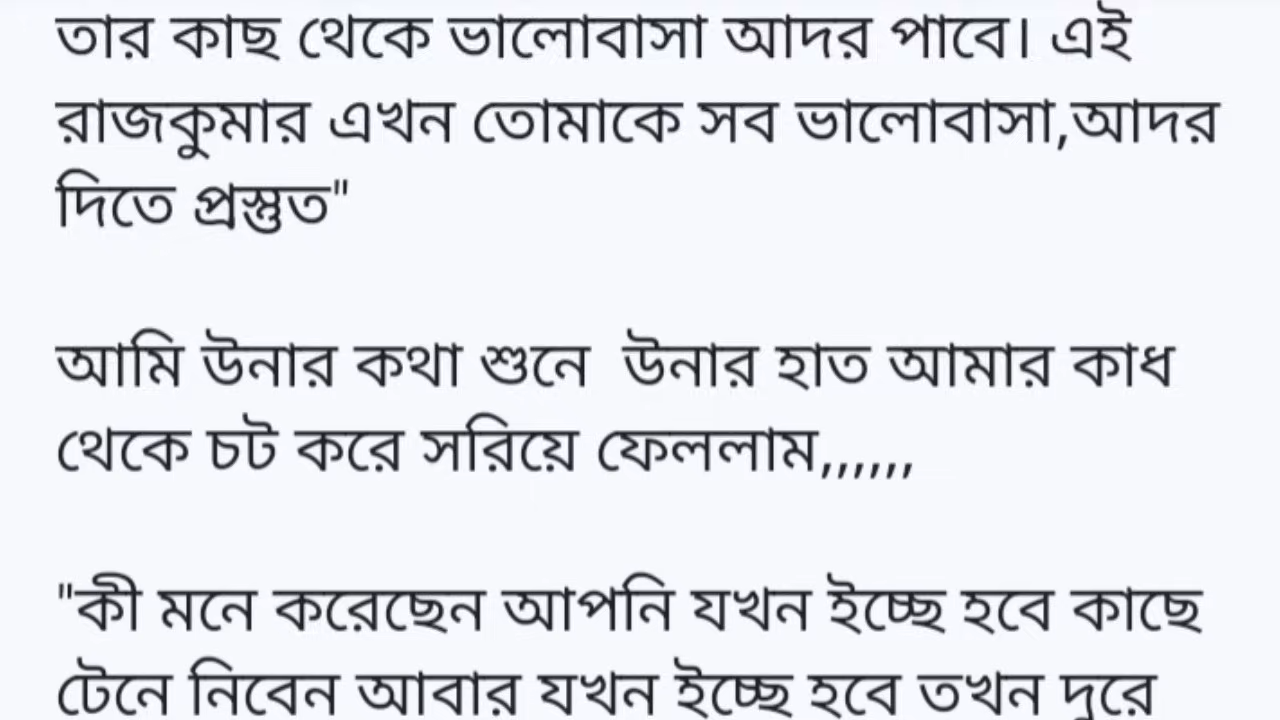 তার কাছ থেকে ভালোবাসা আদর পাবে। এই
রাজকুমার এখন তোমাকে সব ভালোবাসা,আদর
দিতে প্রস্তুত"
আমি উনার কথা শুনে  উনার হাত আমার কাধ
থেকে চট করে সরিয়ে ফেললাম,,,,,,
"কী মনে করেছেন আপনি যখন ইচ্ছে হবে কাছে
টেনে নিবেন আবার যখন ইচ্ছে হবে তখন দুরে